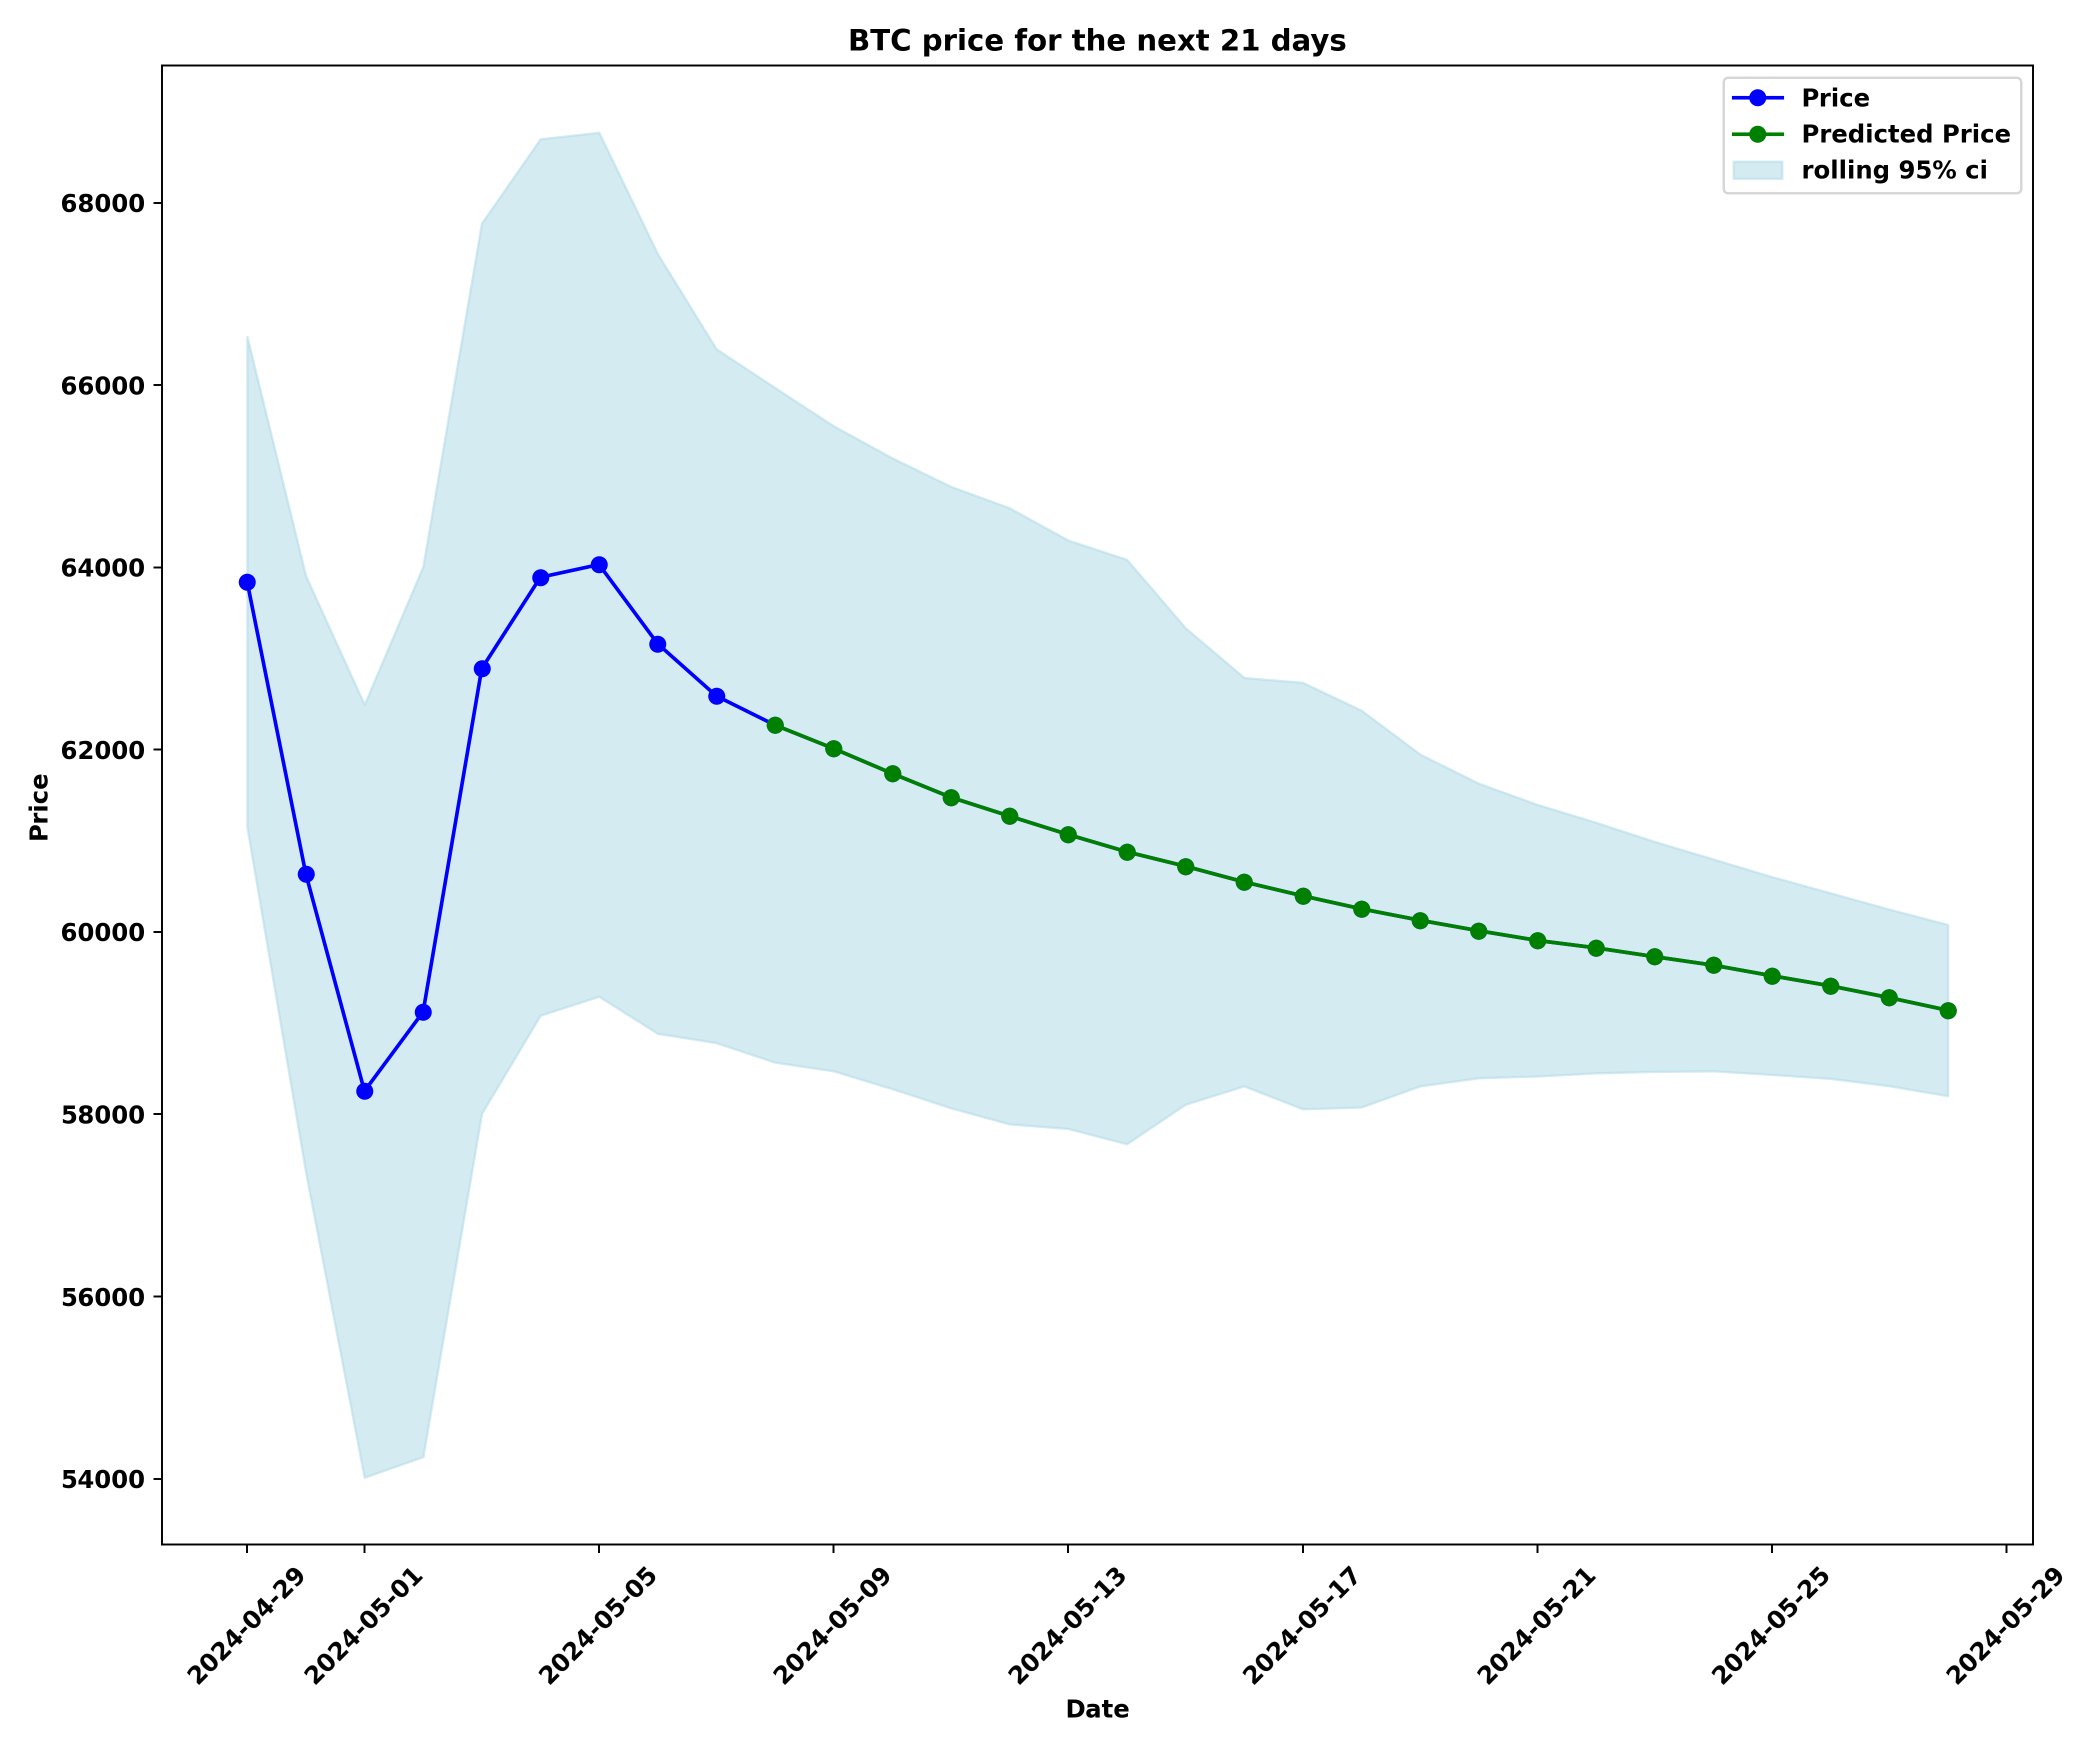 BTC price for the next 21 days
Price
Predicted Price
rolling 95% ci
68000
66000
64000
62000
60000
58000
56000
54000
Price
2024-04-29
2024-05-01
2024-05-05
2024-05-09
2024-05-13
2024-05-17
2024-05-21
2024-05-25
2024-05-29
Date